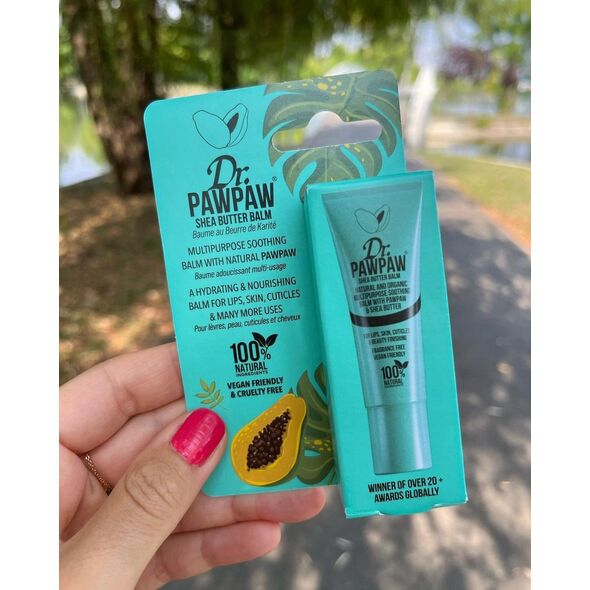 Dr.
PAWPAW®
SHEA BUTTER BALM
Baume au Beurre de Karité
MULTIPURPOSE SOOTHING
BALM WITH NATURAL PAWPAW
Baume adoucissant multi-usage
A HYDRATING & NOURISHING
BALM FOR LIPS, SKIN, CUTICLES
& MANY MORE USES
Pour lèvres, peau, cuticules et cheveux
100%
NATURAL
INGREDIENTS
VEGAN FRIENDLY
& CRUELTY FREE
Dr.
PAWPAW®
SHEA BUTTER BALM
NATURAL AND ORGANIC
MULTIPURPOSE SOOTHING
BALM WITH PAWPAW
& SHEA BUTTER
FOR LIPS, SKIN, CUTICLES
& BEAUTY FINISHING
FRAGRANCE FREE
VEGAN FRIENDLY
100%
NATURAL
WINNER OF OVER 20 +
AWARDS GLOBALLY